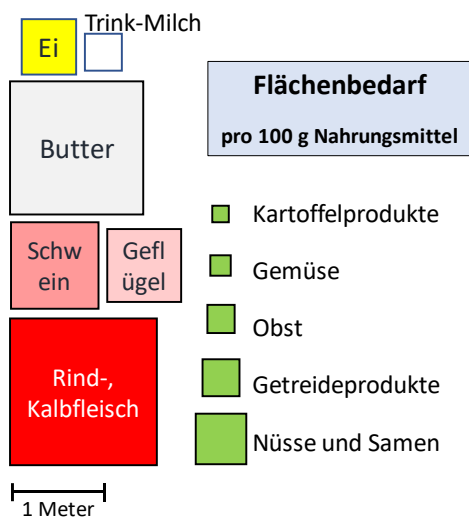 Trink-Milch
Ei
Flächenbedarf
pro 100 g Nahrungsmittel
Butter
Schw
ein
Gefl
ügel
Kartoffelprodukte
Gemüse
Obst
Rind-,
Kalbfleisch
Getreideprodukte
Nüsse und Samen
1 Meter